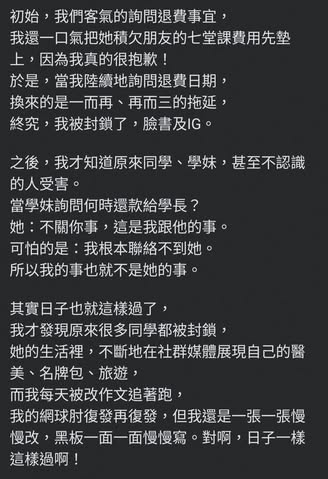 初始，我們客氣的詢問退費事宜，
我還一口氣把她積欠朋友的七堂課費用先墊
上，因為我真的很抱歉！
於是，當我陸續地詢問退費日期，
換來的是一而再、再而三的拖延，
終究，我被封鎖了，臉書及IG。
之後，我才知道原來同學、學妹，甚至不認識
的人受害。
當學妹詢問何時還款給學長？
她：不關你事，這是我跟他的事。
可怕的是：我根本聯絡不到她。
所以我的事也就不是她的事。
其實日子也就這樣過了，
我才發現原來很多同學都被封鎖，
她的生活裡，不斷地在社群媒體展現自己的醫
美、名牌包、旅遊，
而我每天被改作文追著跑，
我的網球肘復發再復發，但我還是一張一張慢
慢改，黑板一面一面慢慢寫。對啊，日子一樣
這樣過啊！